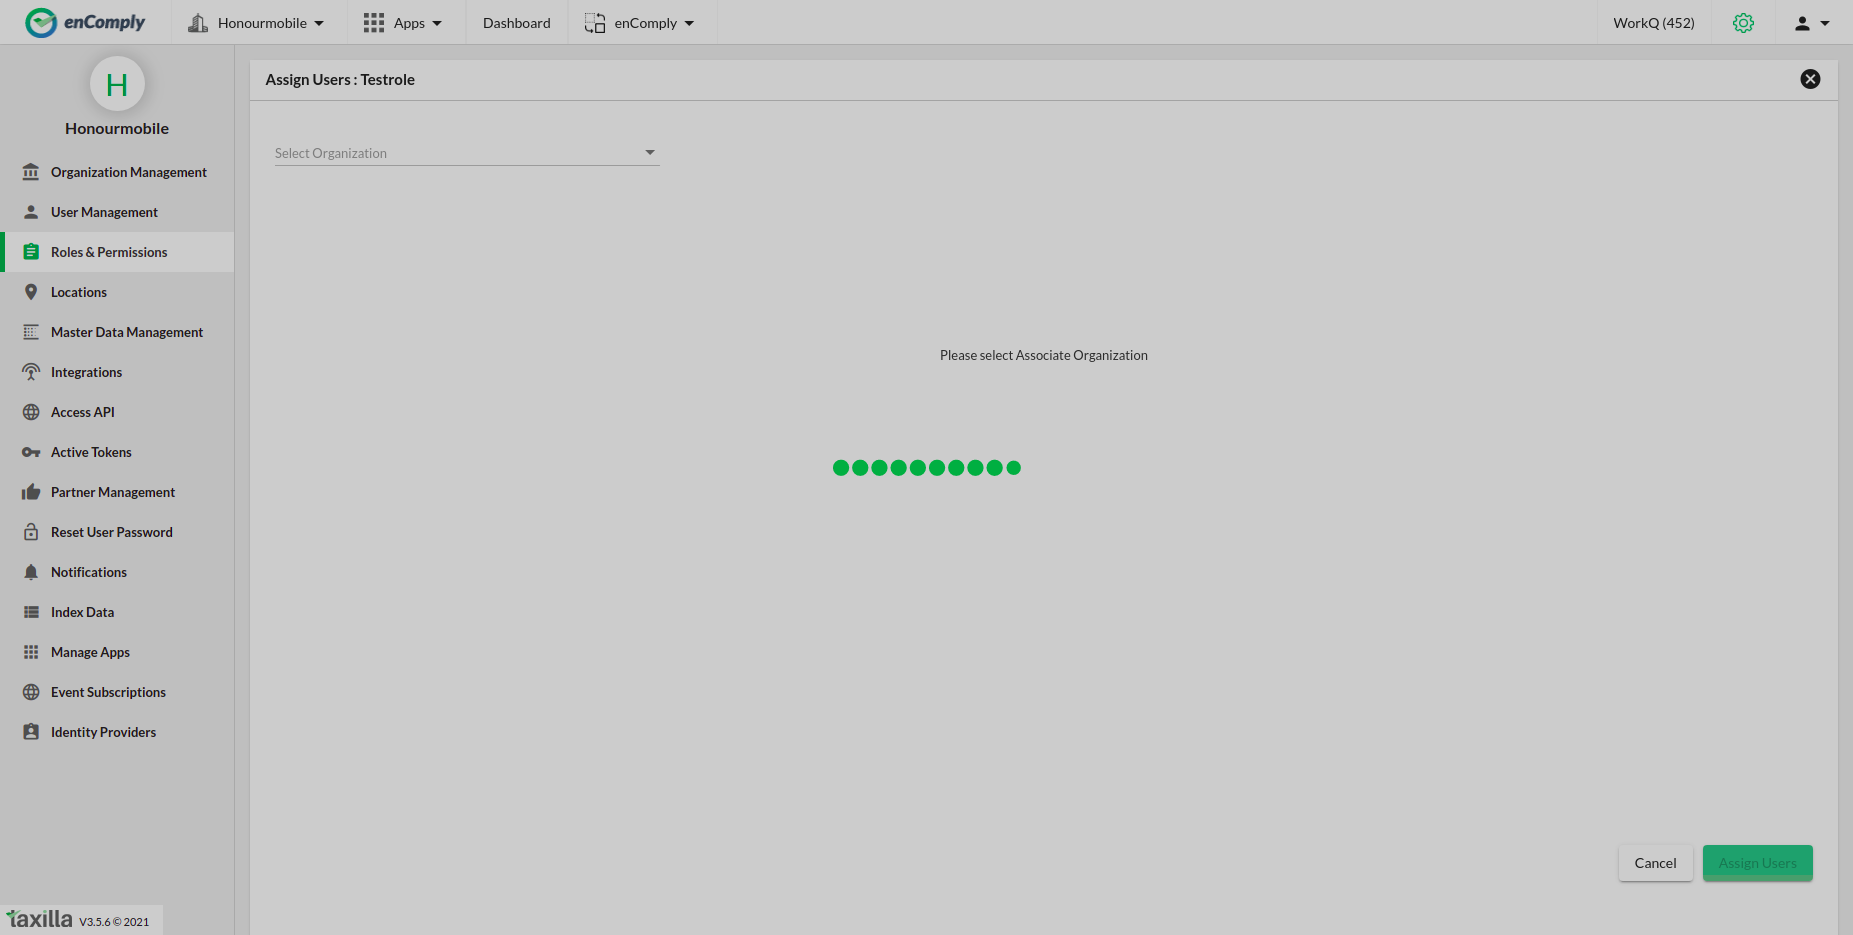 enComply
Honourmobile
Apps
Dashboard
enComply
WorkQ (452)
H
Honourmobile
Organization Management
User Management
Roles & Permissions
Locations
Master Data Management
Integrations
Access API
Active Tokens
Partner Management
Reset User Password
Notifications
Index Data
Manage Apps
Event Subscriptions
Identity Providers
taxilla V3.5.6 © 2021
Assign Users : Testrole
Select Organization
Please select Associate Organization
Cancel
Assign Users